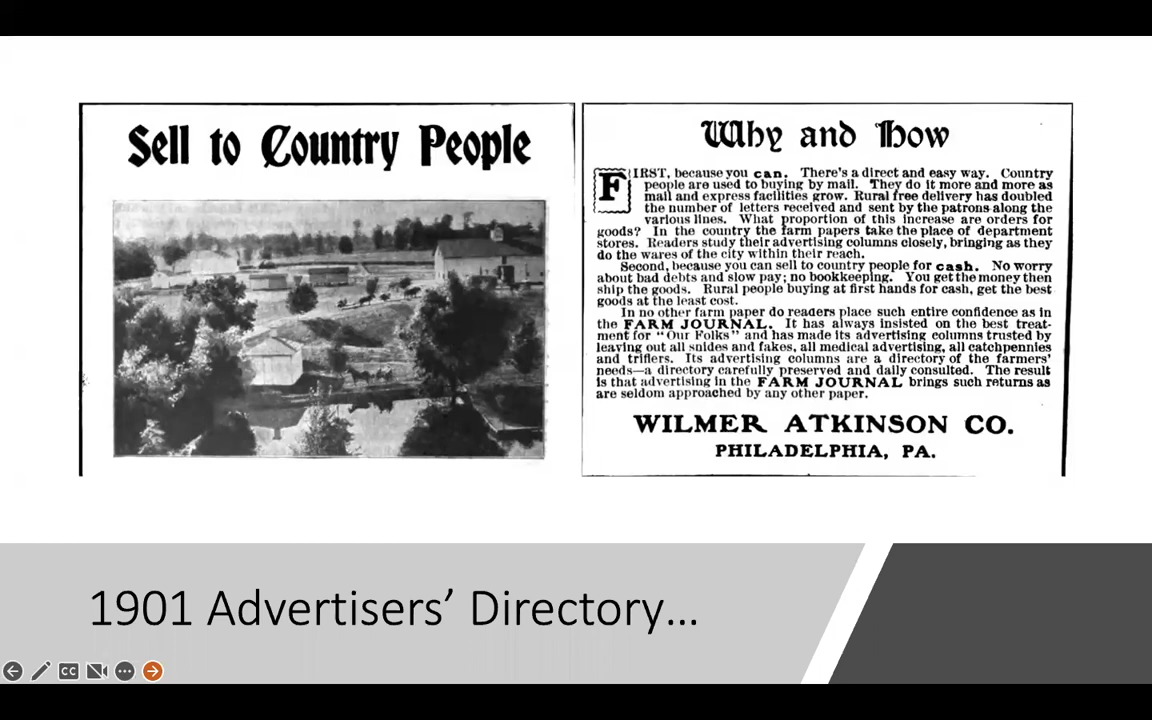 Sell to Country People
Why and How
FIRST, because you can. There's a direct and easy way. Country
people are used to buying by mail. They do it more and more as
mail and express facilities grow. Rural free delivery has doubled
the number of letters received and sent by the patrons along the
various lines. What proportion of this increase are orders for
goods? In the country the farm papers take the place of department
stores. Readers study their advertising columns closely, bringing as they
do the wares of the city within their reach.
Second, because you can sell to country people for cash. No worry
about bad debts and slow pay; no bookkeeping. You get the money then
ship the goods. Rural people buying at first hands for cash, get the best
goods at the least cost.
In no other farm paper do readers place such entire confidence as in
the FARM JOURNAL. It has always insisted on the best treat-
ment for "Our Folks" and has made its advertising columns trusted by
leaving out all snides and fakes, all medical advertising, all catchpennies
and triflers. Its advertising columns are a directory of the farmers'
needs—a directory carefully preserved and daily consulted. The result
is that advertising in the FARM JOURNAL brings such returns as
are seldom approached by any other paper.
WILMER ATKINSON CO.
PHILADELPHIA, PA.
1901 Advertisers' Directory...
CC